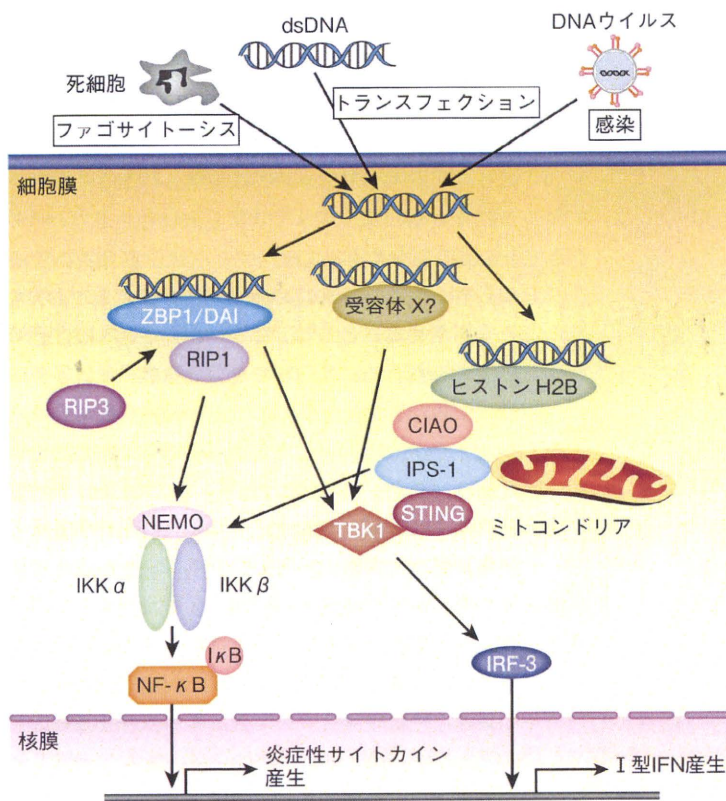 dsDNA
DNAウイルス
死細胞
トランスフェクション
ファゴサイトーシス
感染
細胞膜
ZBP1/DAI
受容体 X?
RIP1
ヒストン H2B
RIP3
CIAO
IPS-1
NEMO
TBK1
STING
ミトコンドリア
IKK α
IKK β
IκB
NF-κB
IRF-3
核膜
炎症性サイトカイン
産生
I 型IFN産生